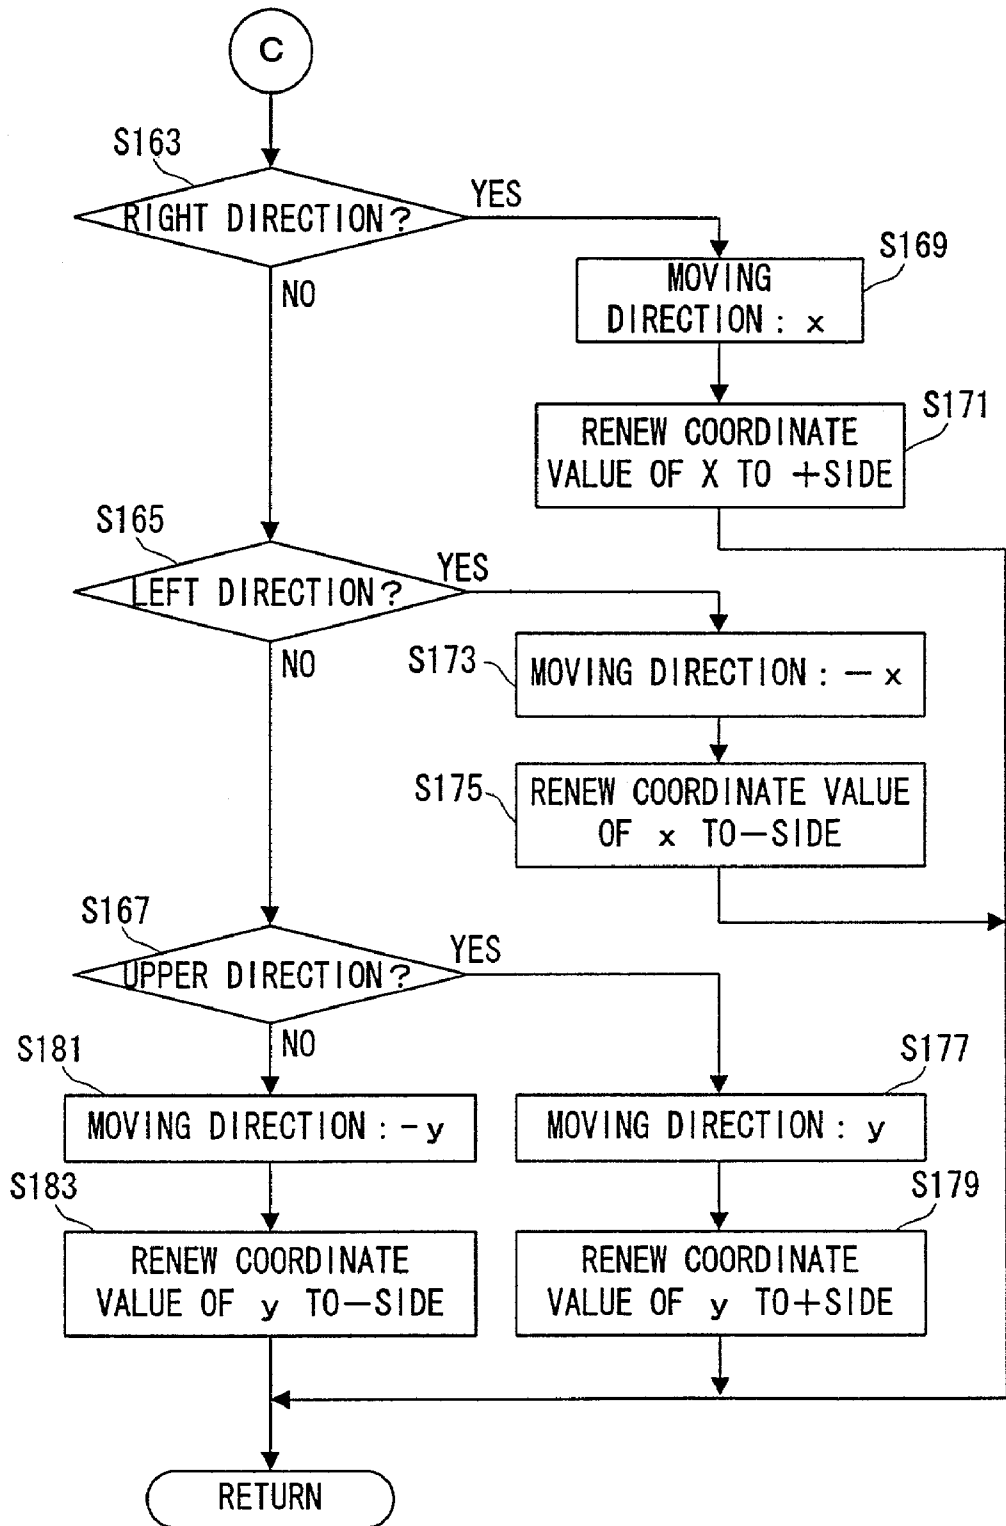 C
S163
RIGHT DIRECTION?
YES
NO
S169
MOVING
DIRECTION : x
S171
RENEW COORDINATE
VALUE OF X TO +SIDE
S165
LEFT DIRECTION?
YES
NO
S173
MOVING DIRECTION : — x
S175
RENEW COORDINATE VALUE
OF x TO—SIDE
S167
UPPER DIRECTION?
YES
NO
S181
MOVING DIRECTION : -y
S177
MOVING DIRECTION : y
S183
RENEW COORDINATE
VALUE OF y TO—SIDE
S179
RENEW COORDINATE
VALUE OF y TO+SIDE
RETURN